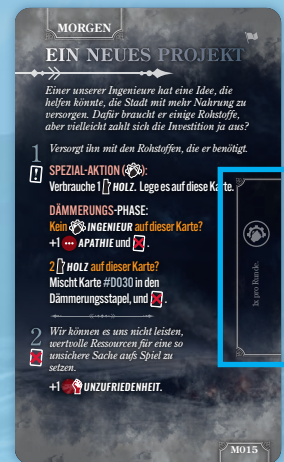 MORGEN
EIN NEUES PROJEKT
Einer unserer Ingenieure hat eine Idee, die
helfen könnte, die Stadt mit mehr Nahrung zu
versorgen. Dafür braucht er einige Rohstoffe,
aber vielleicht zahlt sich die Investition ja aus?
1 Versorgt ihn mit den Rohstoffen, die er benötigt.
SPEZIAL-AKTION ( ):
Verbrauche 1 HOLZ. Lege es auf diese Karte.
DÄMMERUNGS-PHASE:
Kein INGENIEUR auf dieser Karte?
+1 APATHIE und .
2 HOLZ auf dieser Karte?
Mischt Karte #D030 in den
Dämmerungsstapel, und .
2 Wir können es uns nicht leisten,
wertvolle Ressourcen für eine so
unsichere Sache aufs Spiel zu
setzen.
+1 UNZUFRIEDENHEIT.
1x pro Runde.
M015